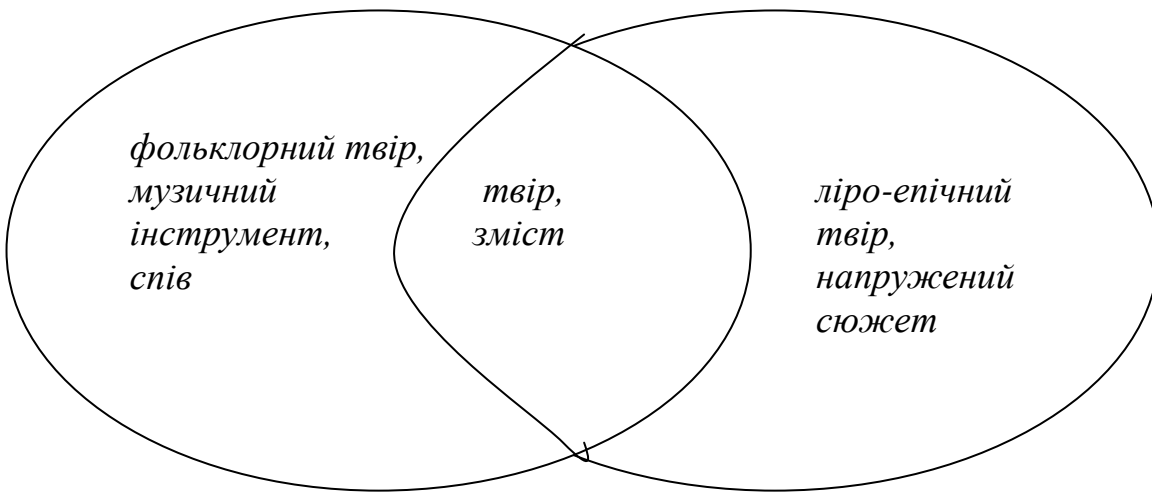 фольклорний твір,
музичний
інструмент,
спів
твір,
зміст
ліро-епічний
твір,
напружений
сюжет